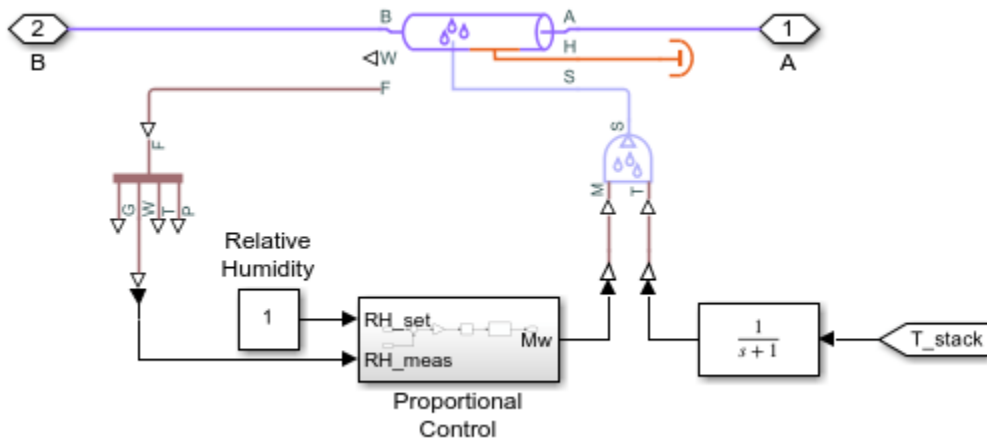 2
B
B
A
1
A
H
W
F
S
F
S
M
T
G
W
T
P
Relative
Humidity
1
RH_set
RH_meas
Mw
Proportional
Control
1
s + 1
T_stack